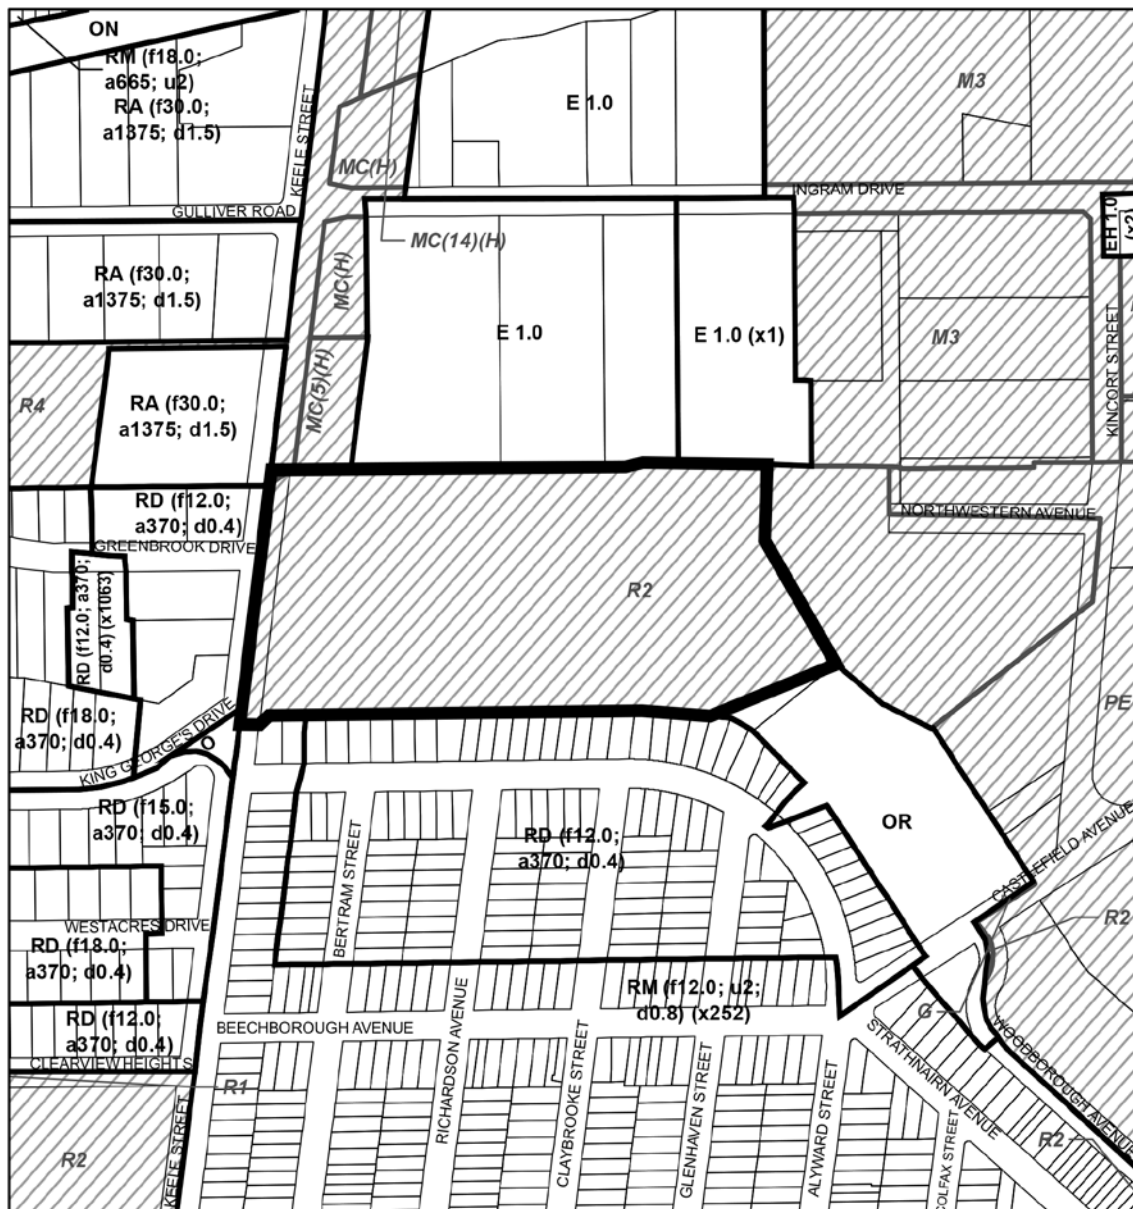 ON
RM (f18.0;
a665; u2)
RA (f30.0;
a1375; d1.5)
KEELE STREET
E 1.0
M3
MC(H)
INGRAM DRIVE
GULLIVER ROAD
EH 1.0
(x2)
MC(14)(H)
RA (f30.0;
a1375; d1.5)
MC(H)
E 1.0
E 1.0 (x1)
M3
KINCORT STREET
MC(5)(H)
R4
RA (f30.0;
a1375; d1.5)
RD (f12.0;
a370; d0.4)
NORTHWESTERN AVENUE
GREENBROOK DRIVE
RD (f12.0; a370;
d0.4) (x1063)
R2
RD (f18.0;
a370; d0.4)
PE
KING GEORGE'S DRIVE
O
RD (f15.0;
a370; d0.4)
RD (f12.0;
a370; d0.4)
OR
BERTRAM STREET
CASTLEFIELD AVENUE
WESTACRES DRIVE
R2
RD (f18.0;
a370; d0.4)
RM (f12.0; u2;
d0.8) (x252)
RD (f12.0;
a370; d0.4)
BEECHBOROUGH AVENUE
G
CLEARVIEW HEIGHTS
RICHARDSON AVENUE
CLAYBROOKE STREET
GLENHAVEN STREET
ALYWARD STREET
STRATHNAIRN AVENUE
WOODBOROUGH AVENUE
R1
R2
KEELE STREET
R2